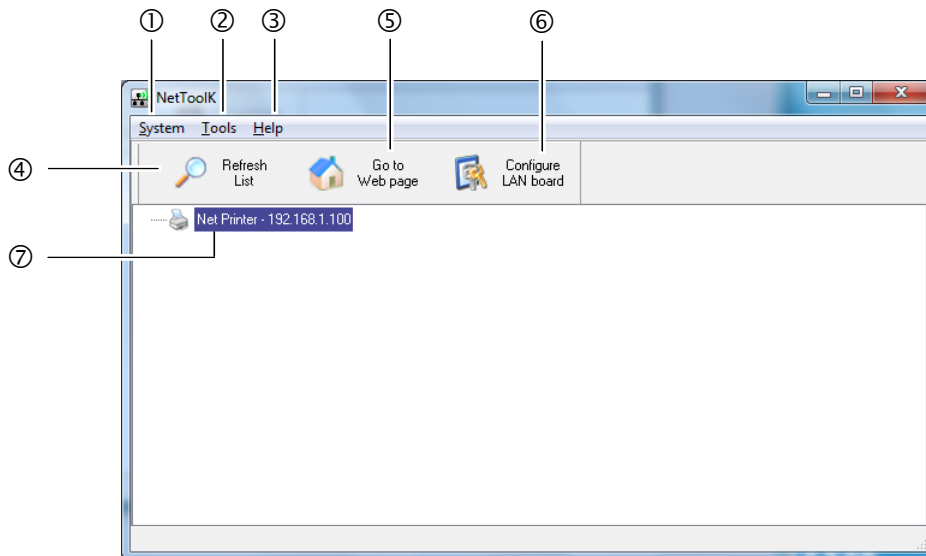 ① ② ③ ⑤ ⑥
NetToolK
System Tools Help
④
Refresh
List
Go to
Web page
Configure
LAN board
Net Printer - 192.168.1.100
⑦